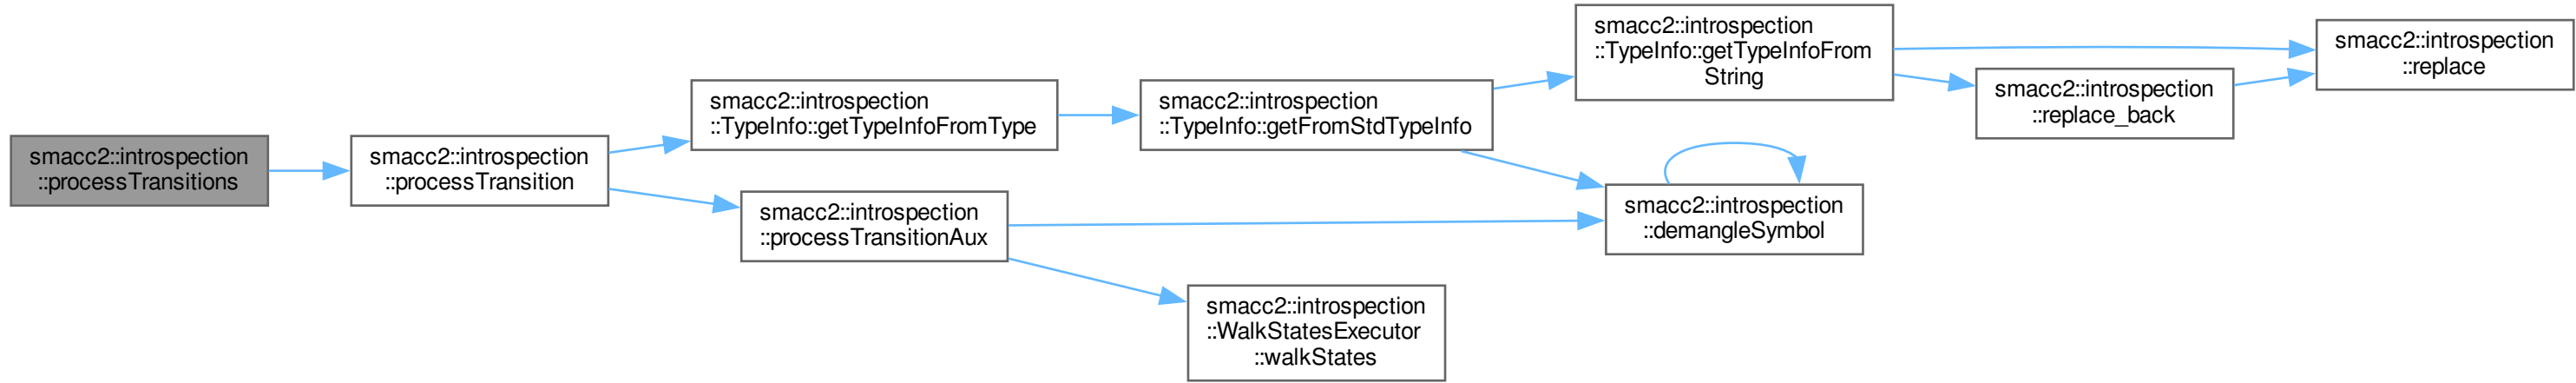 smacc2::introspection
::processTransitions
smacc2::introspection
::processTransition
smacc2::introspection
::TypeInfo::getTypeInfoFromType
smacc2::introspection
::processTransitionAux
smacc2::introspection
::TypeInfo::getFromStdTypeInfo
smacc2::introspection
::WalkStatesExecutor
::walkStates
smacc2::introspection
::TypeInfo::getTypeInfoFrom
String
smacc2::introspection
::demangleSymbol
smacc2::introspection
::replace_back
smacc2::introspection
::replace